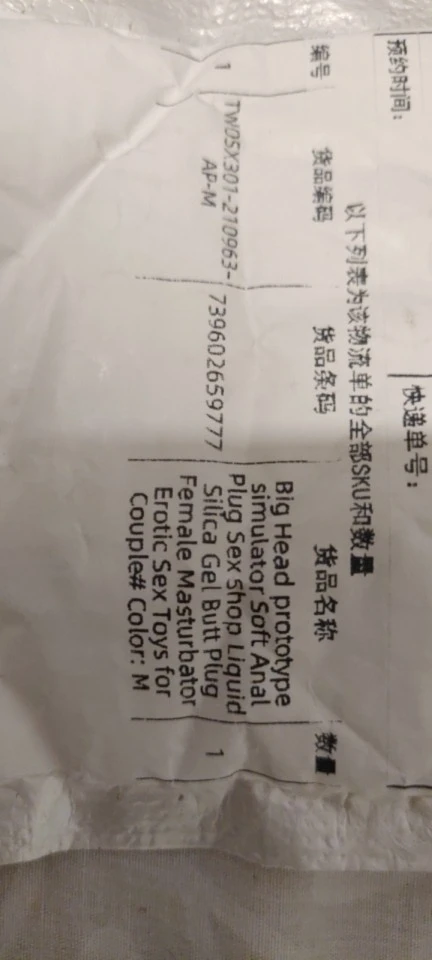 预约时间:
快递单号:
以下列表为该物流单的全部SKU和数量
编号 货品编码 货品条码 货品名称 数量
1 TW05X301-210963-AP-M 739602659777 Big Head prototype
simulator Soft Anal
Plug Sex Shop Liquid
Silica Gel Butt Plug
Female Masturbator
Erotic Sex Toys for
Couple# Color: M 1